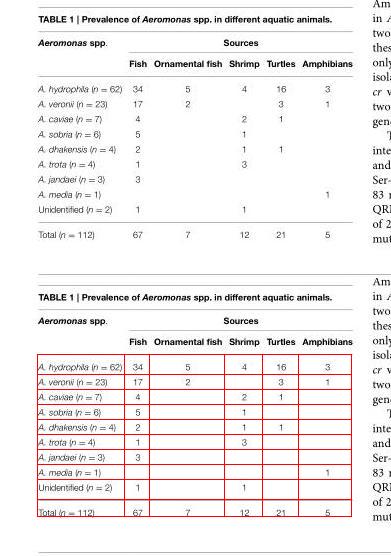 TABLE 1 | Prevalence of Aeromonas spp. in different aquatic animals.
Aeromonas spp. Sources
Fish Ornamental fish Shrimp Turtles Amphibians
A. hydrophila (n = 62) 34 5 4 16 3
A. veronii (n = 23) 17 2 3 1
A. caviae (n = 7) 4 2 1
A. sobria (n = 6) 5 1
A. dhakensis (n = 4) 2 1 1
A. trota (n = 4) 1 3
A. jandaei (n = 3) 3
A. media (n = 1) 1
Unidentified (n = 2) 1 1
Total (n = 112) 67 7 12 21 5
Am
in A
two
thes
only
isola
cr v
two
gene
T
inte
and
Ser-
83 r
QRI
of 2
mut
TABLE 1 | Prevalence of Aeromonas spp. in different aquatic animals.
Aeromonas spp. Sources
Fish Ornamental fish Shrimp Turtles Amphibians
A. hydrophila (n = 62) 34 5 4 16 3
A. veronii (n = 23) 17 2 3 1
A. caviae (n = 7) 4 2 1
A. sobria (n = 6) 5 1
A. dhakensis (n = 4) 2 1 1
A. trota (n = 4) 1 3
A. jandaei (n = 3) 3
A. media (n = 1) 1
Unidentified (n = 2) 1 1
Total (n = 112) 67 7 12 21 5
Am
in A
two
thes
only
isola
cr v
two
gene
T
inte
and
Ser-
83 r
QRI
of 2
mut